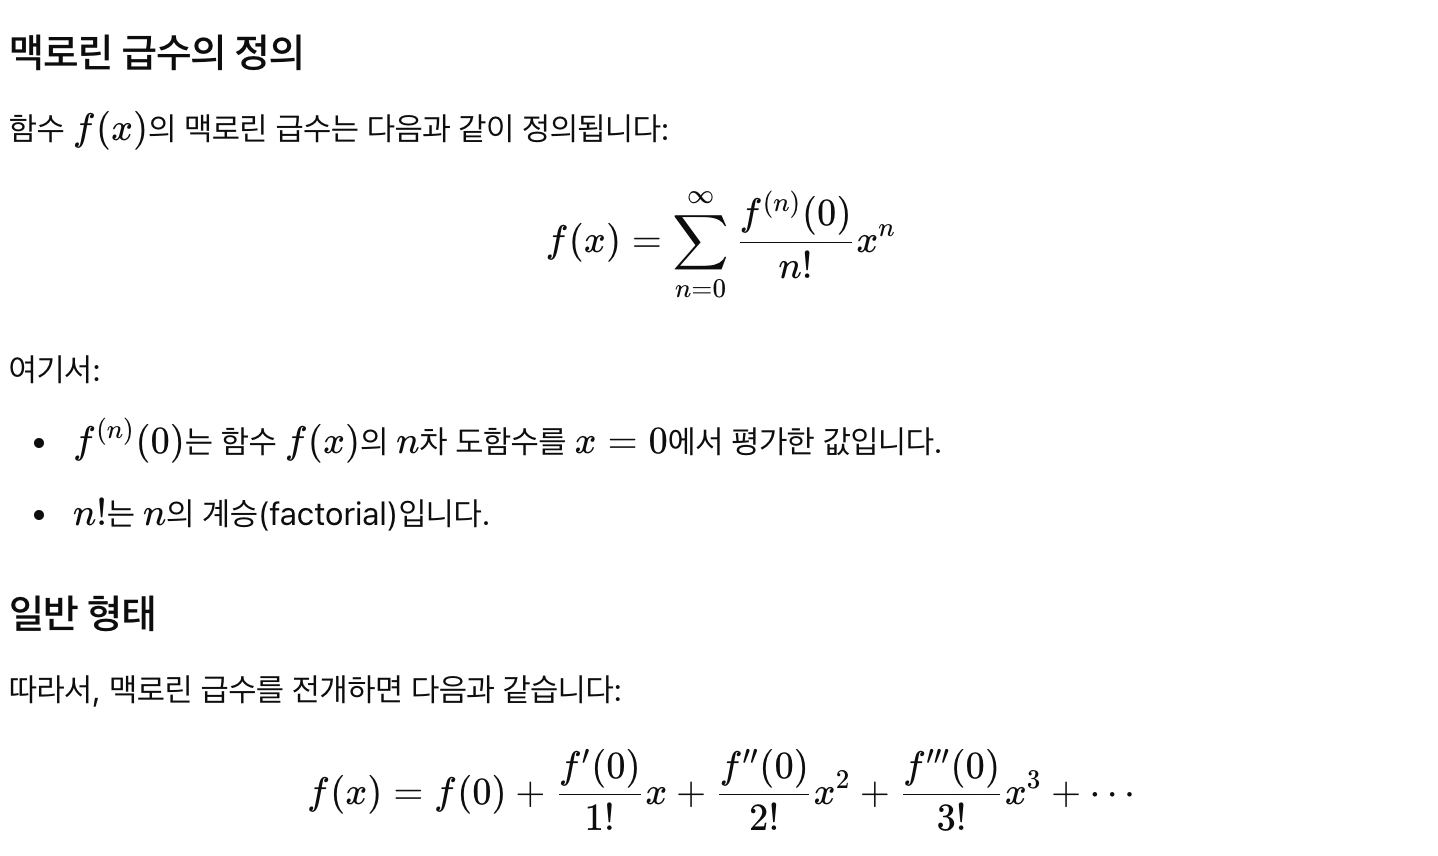 맥로린 급수의 정의
함수 f(x)의 맥로린 급수는 다음과 같이 정의됩니다:
f(x) = \sum_{n=0}^{\infty} \frac{f^{(n)}(0)}{n!} x^n
여기서:
• f^{(n)}(0)는 함수 f(x)의 n차 도함수를 x = 0에서 평가한 값입니다.
• n!는 n의 계승(factorial)입니다.
일반 형태
따라서, 맥로린 급수를 전개하면 다음과 같습니다:
f(x) = f(0) + \frac{f'(0)}{1!} x + \frac{f''(0)}{2!} x^2 + \frac{f'''(0)}{3!} x^3 + \cdots